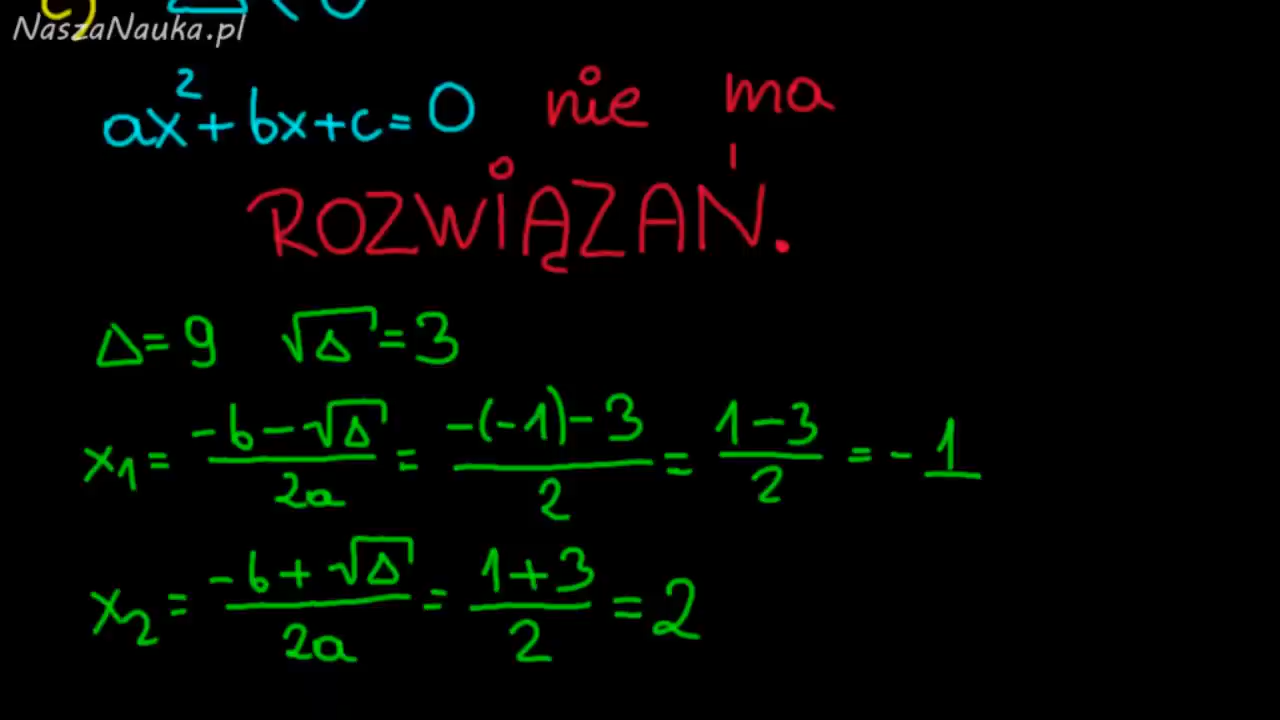 c) Δ < 0
NaszaNauka.pl
ax²+bx+c=0 nie ma
ROZWIĄZAŃ.
Δ=9 √Δ=3
x₁ = (-b-√Δ)/2a = (-(-1)-3)/2 = (1-3)/2 = -1
x₂ = (-b+√Δ)/2a = (1+3)/2 = 2